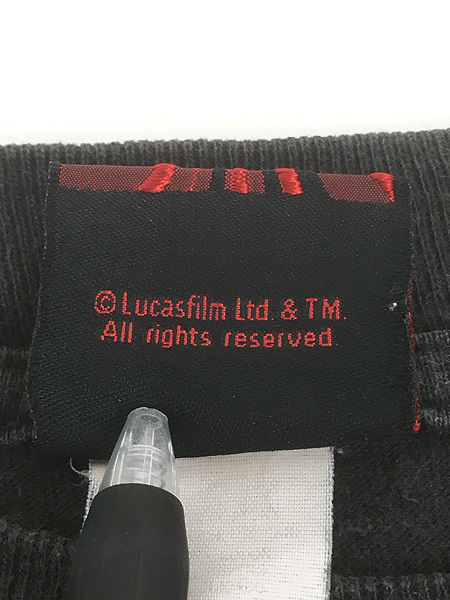 ©Lucasfilm Ltd. & TM.
All rights reserved.